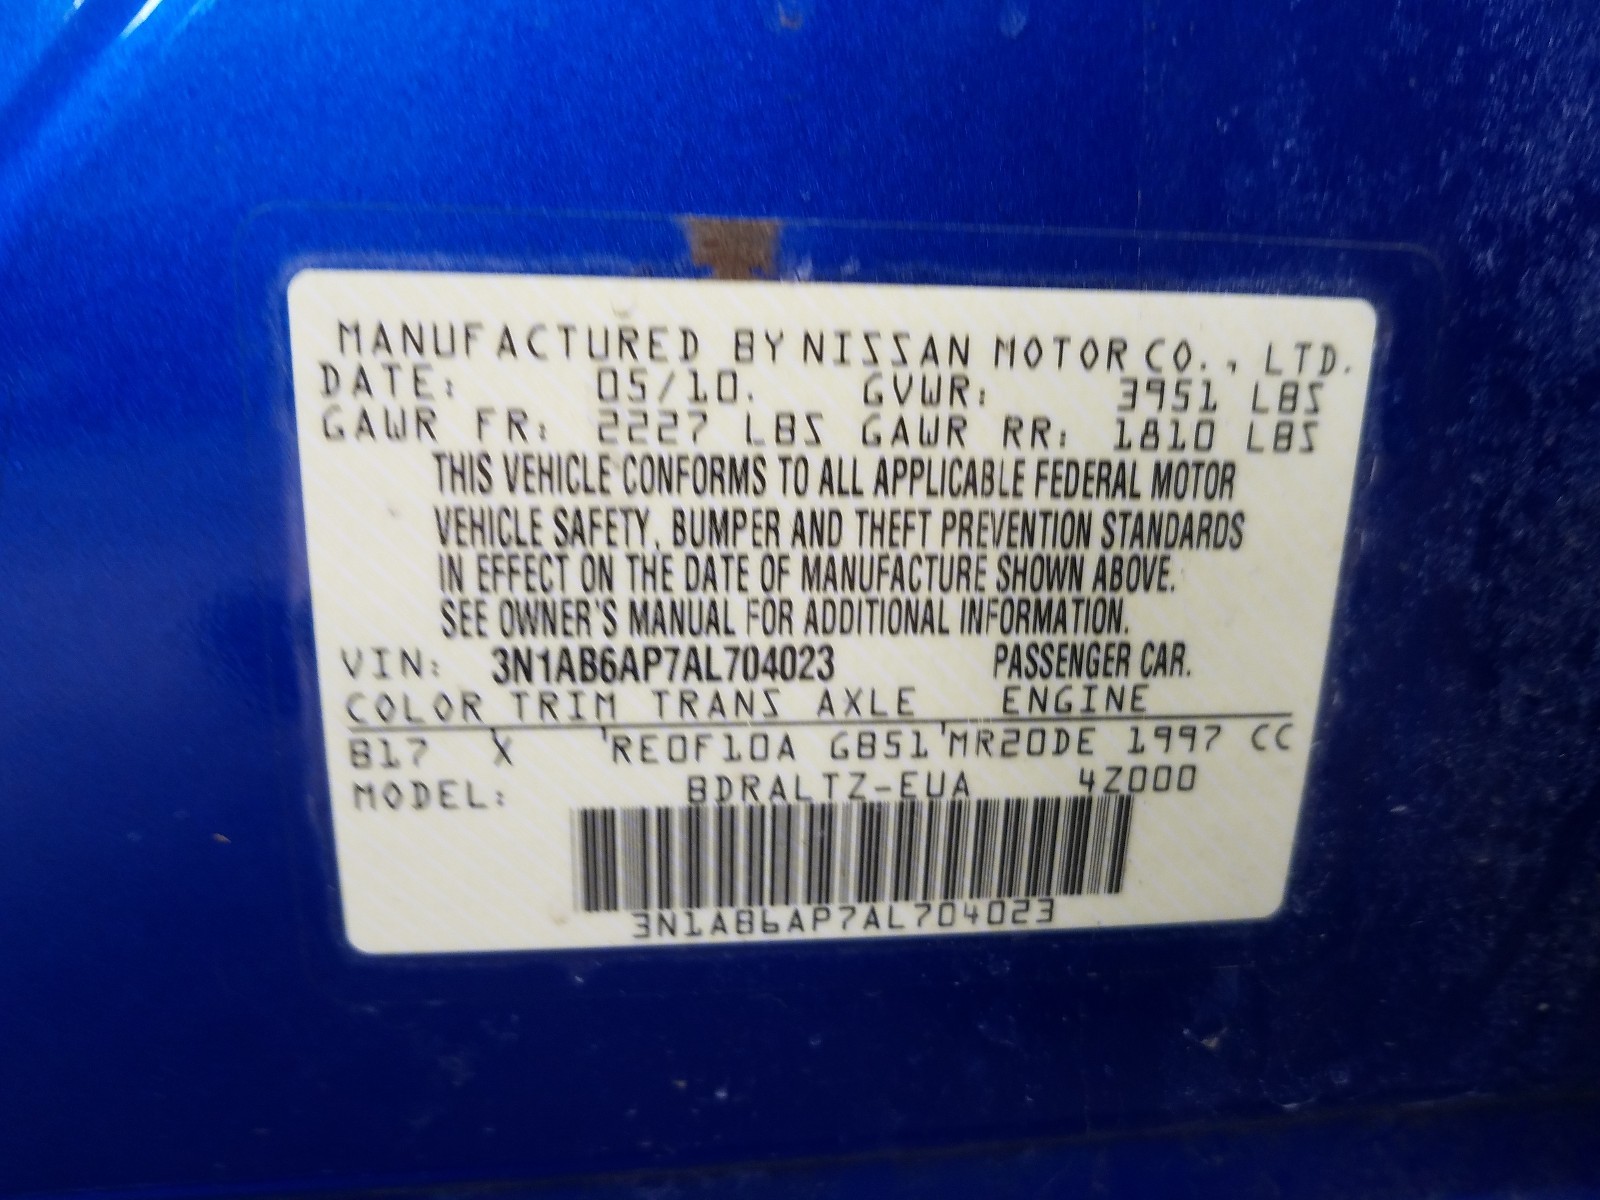 MANUFACTURED BY NISSAN MOTOR CO., LTD.
DATE: 05/10. GVWR: 3951 LBS
GAWR FR: 2227 LBS GAWR RR: 1810 LBS
THIS VEHICLE CONFORMS TO ALL APPLICABLE FEDERAL MOTOR
VEHICLE SAFETY, BUMPER AND THEFT PREVENTION STANDARDS
IN EFFECT ON THE DATE OF MANUFACTURE SHOWN ABOVE.
SEE OWNER'S MANUAL FOR ADDITIONAL INFORMATION.
VIN: 3N1AB6AP7AL704023 PASSENGER CAR.
COLOR TRIM TRANS AXLE ENGINE
B17 X RE0F10A GB51 MR20DE 1997 CC
MODEL: BDRALTZ-EUA 4Z000
3N1AB6AP7AL704023